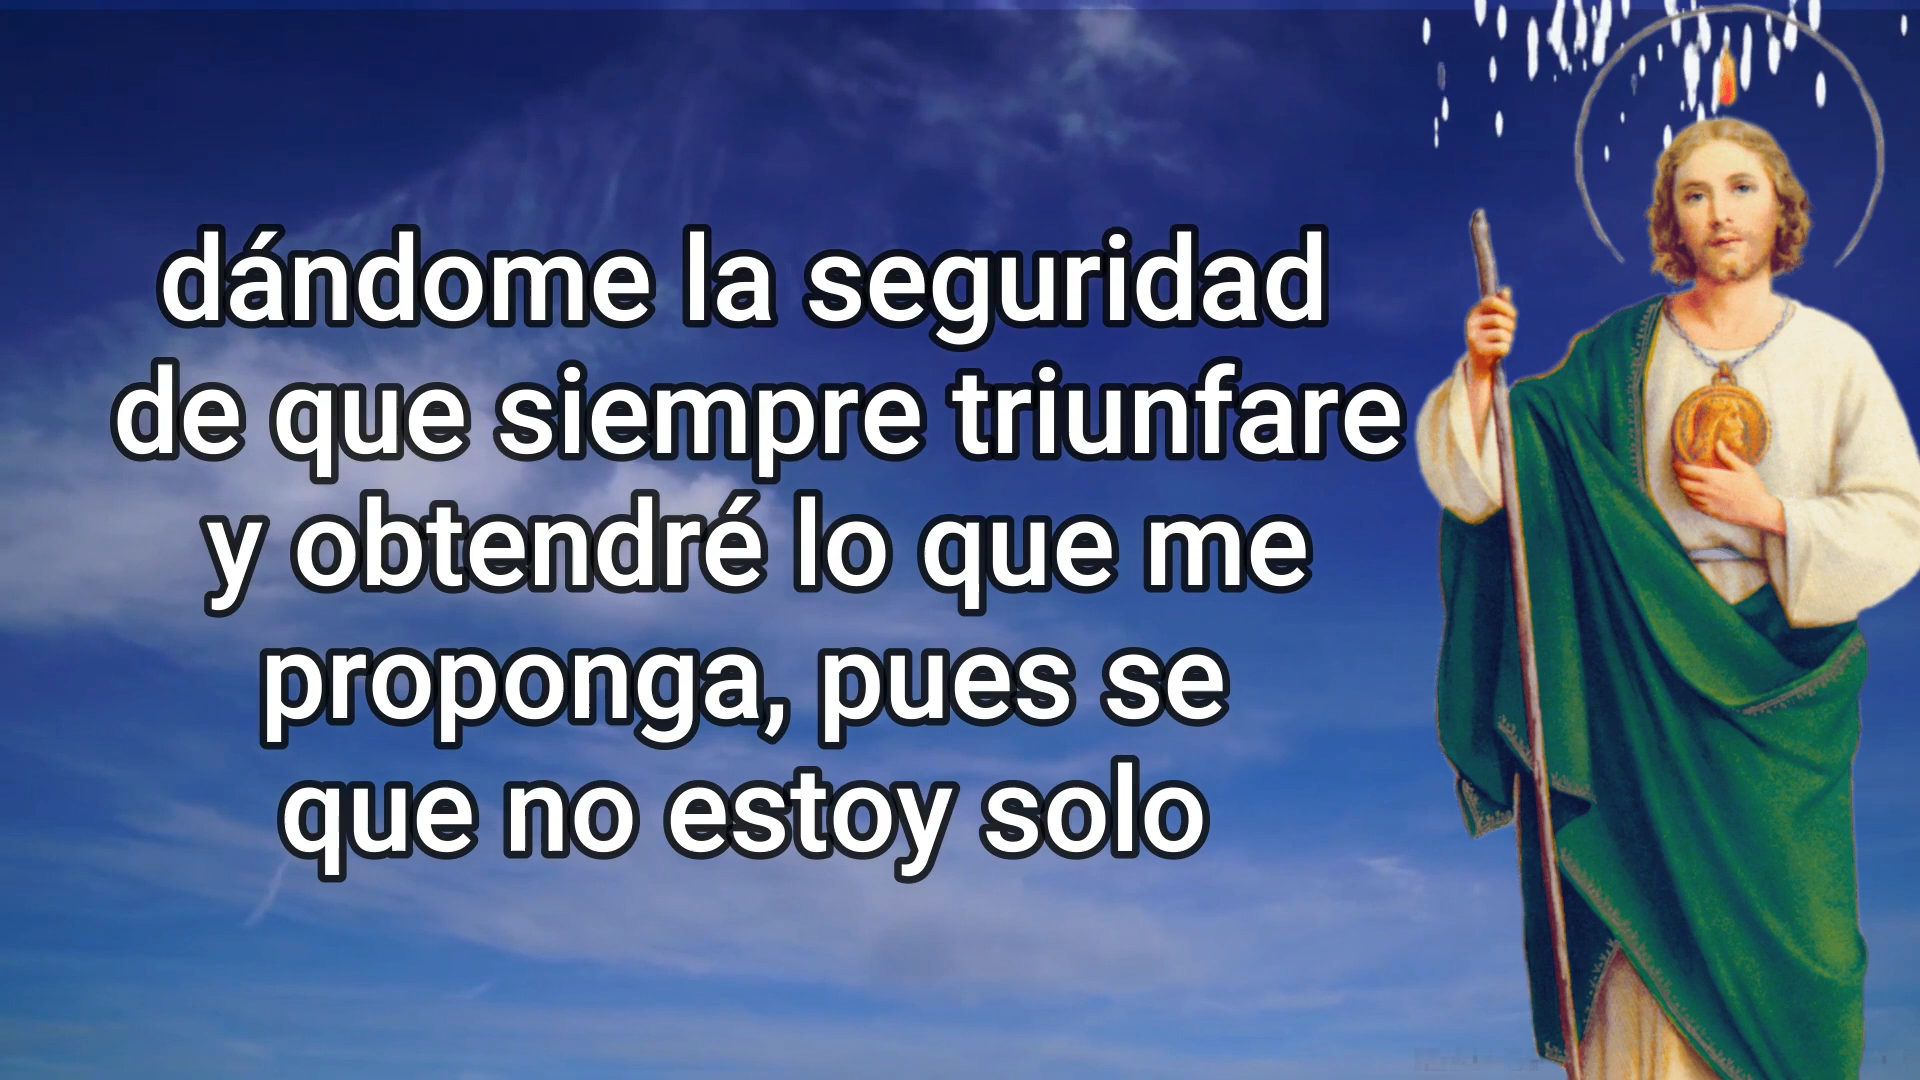 dándome la seguridad
de que siempre triunfare
y obtendré lo que me
proponga, pues se
que no estoy solo